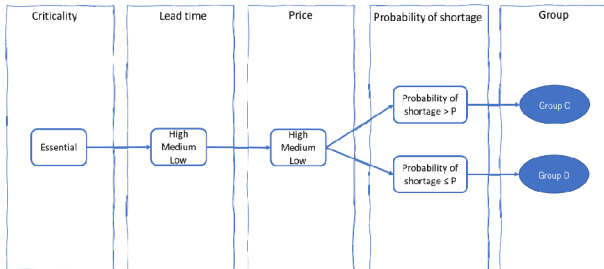 Criticality
Lead time
Price
Probability of shortage
Group
Essential
High
Medium
Low
High
Medium
Low
Probability of
shortage > P
Group C
Probability of
shortage ≤ P
Group D